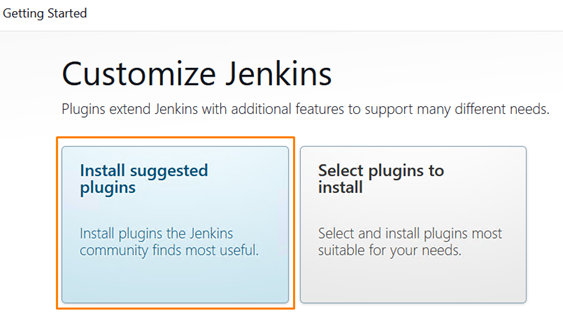 Getting Started
Customize Jenkins
Plugins extend Jenkins with additional features to support many different needs.
Install suggested
plugins
Install plugins the Jenkins
community finds most useful.
Select plugins to
install
Select and install plugins most
suitable for your needs.